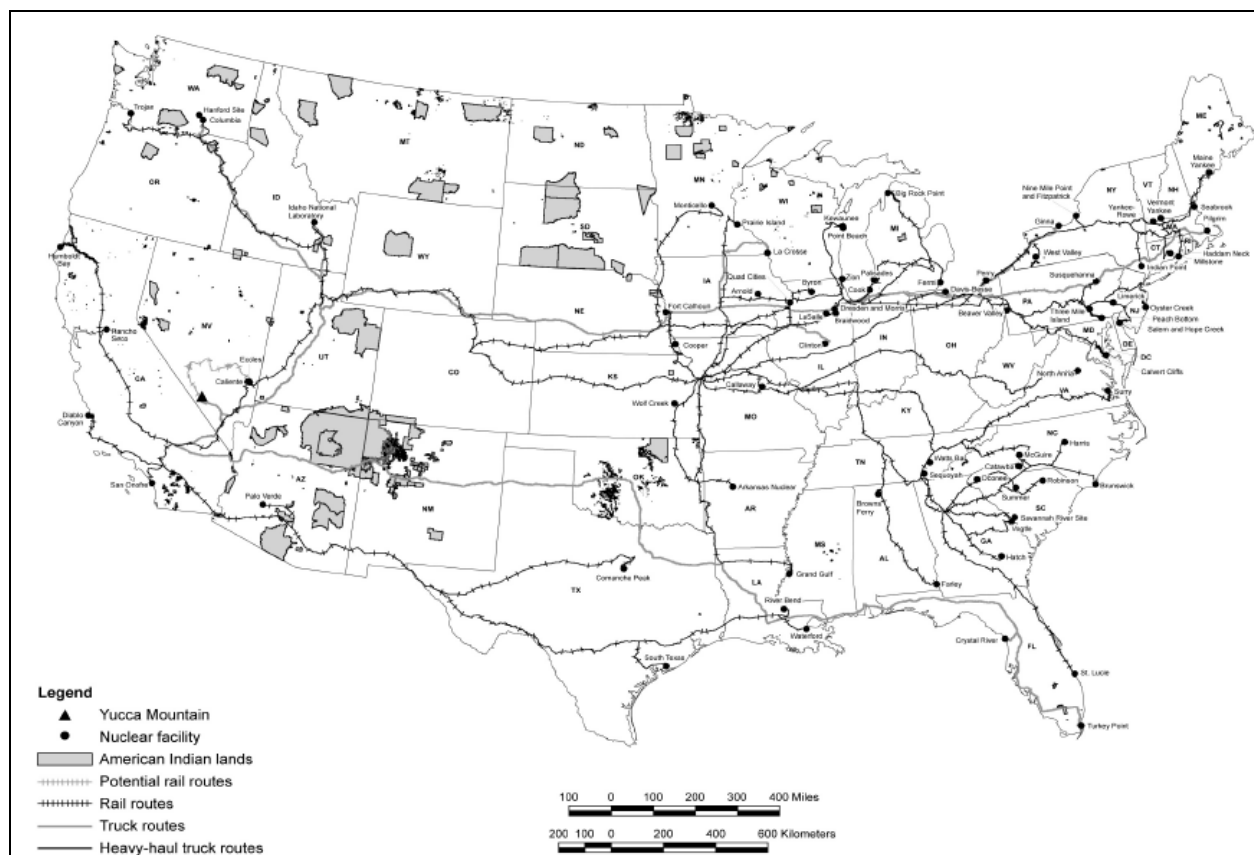 WA
Trojan
Hanford Site
Columbia
OR
ID
Idaho National
Laboratory
MT
ND
SD
WY
NE
MN
Monticello
Prairie Island
WI
La Crosse
Kewaunee
Point Beach
MI
Big Rock Point
IA
Quad Cities
Arnold
Byron
Zion
Palisades
Cook
Fermi
Davis-Besse
Perry
Fort Calhoun
Cooper
LaSalle
Dresden and Morris
Braidwood
Clinton
IL
IN
OH
Beaver Valley
PA
West Valley
Ginna
Nine Mile Point
and Fitzpatrick
NY
VT
NH
ME
Maine
Yankee
Yankee-
Rowe
Vermont
Yankee
Seabrook
Pilgrim
MA
CT
RI
Haddam Neck
Millstone
Indian Point
Susquehanna
Limerick
Three Mile
Island
NJ
Oyster Creek
Peach Bottom
Salem and Hope Creek
MD
DE
DC
Calvert Cliffs
WV
North Anna
VA
Surry
Humboldt
Bay
Rancho
Seco
NV
UT
CO
KS
CA
Eccles
Caliente
Diablo
Canyon
San Onofre
AZ
Palo Verde
NM
OK
Wolf Creek
Callaway
MO
KY
TN
Arkansas Nuclear
AR
Watts Bar
Sequoyah
Browns
Ferry
NC
McGuire
Harris
Catawba
Oconee
Robinson
Summer
Brunswick
SC
Savannah River Site
Vogtle
GA
Hatch
MS
AL
Farley
Grand Gulf
LA
River Bend
Waterford
TX
Comanche Peak
South Texas
Crystal River
FL
St. Lucie
Turkey Point
Legend
Yucca Mountain
Nuclear facility
American Indian lands
Potential rail routes
Rail routes
Truck routes
Heavy-haul truck routes
100 0 100 200 300 400 Miles
200 100 0 200 400 600 Kilometers